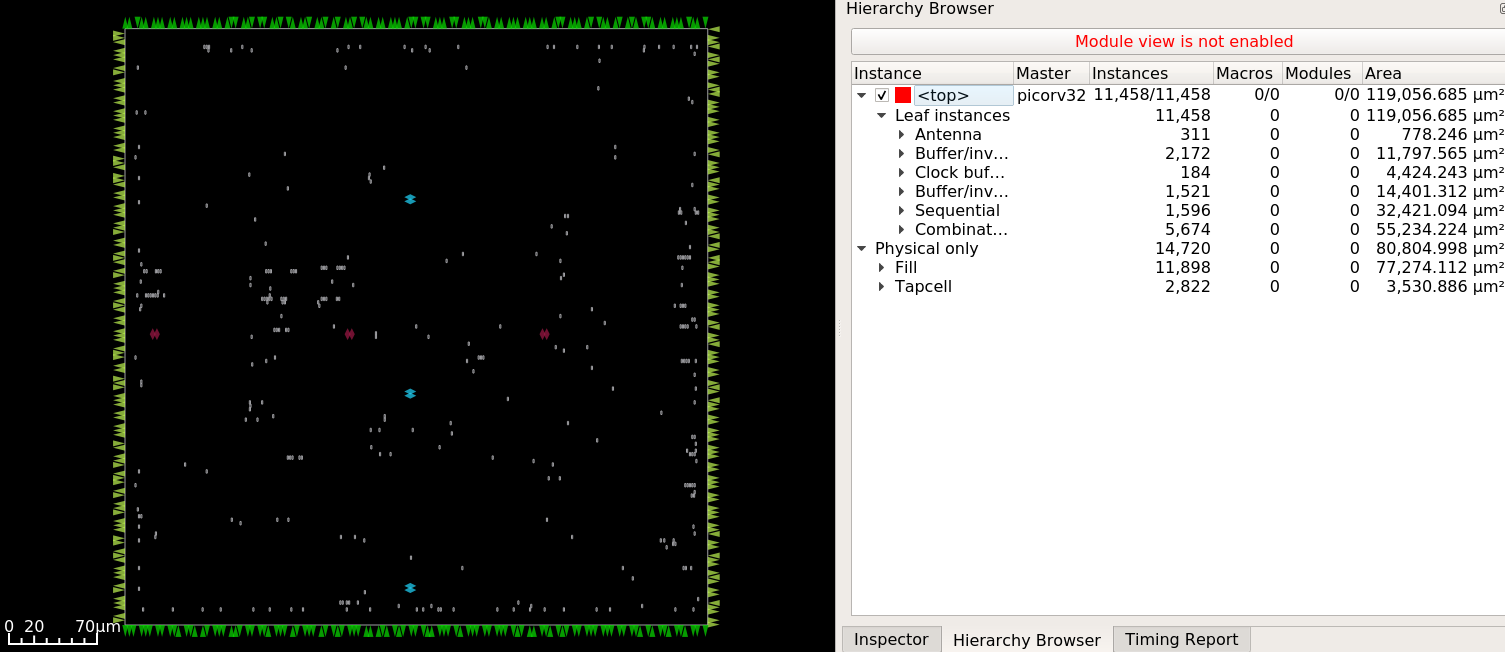 Hierarchy Browser
Module view is not enabled
Instance Master Instances Macros Modules Area
<top> picorv32 11,458/11,458 0/0 0/0 119,056.685 µm²
Leaf instances 11,458 0 0 119,056.685 µm²
Antenna 311 0 0 778.246 µm²
Buffer/inv... 2,172 0 0 11,797.565 µm²
Clock buf... 184 0 0 4,424.243 µm²
Buffer/inv... 1,521 0 0 14,401.312 µm²
Sequential 1,596 0 0 32,421.094 µm²
Combinat... 5,674 0 0 55,234.224 µm²
Physical only 14,720 0 0 80,804.998 µm²
Fill 11,898 0 0 77,274.112 µm²
Tapcell 2,822 0 0 3,530.886 µm²
0 20 70µm
Inspector Hierarchy Browser Timing Report